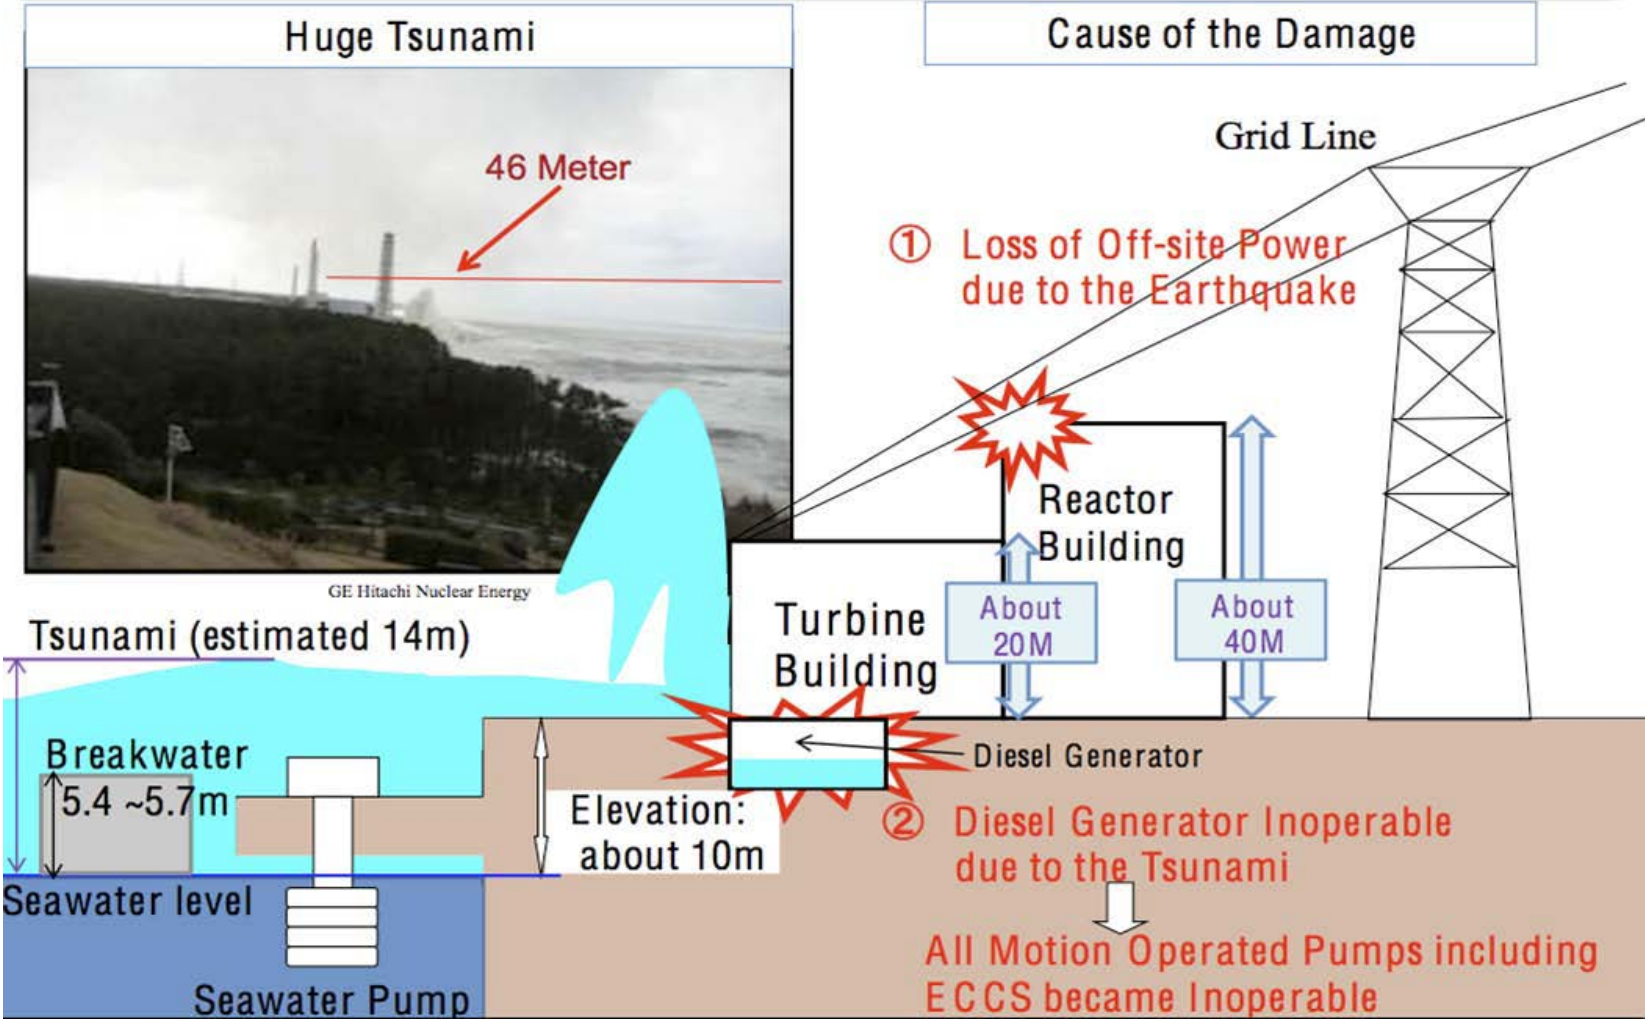 Huge Tsunami
Cause of the Damage
46 Meter
Grid Line
① Loss of Off-site Power
due to the Earthquake
Reactor
Building
GE Hitachi Nuclear Energy
Tsunami (estimated 14m)
Turbine
Building
About
20M
About
40M
Breakwater
5.4 ~5.7m
Diesel Generator
Elevation:
about 10m
② Diesel Generator Inoperable
due to the Tsunami
Seawater level
All Motion Operated Pumps including
ECCS became Inoperable
Seawater Pump